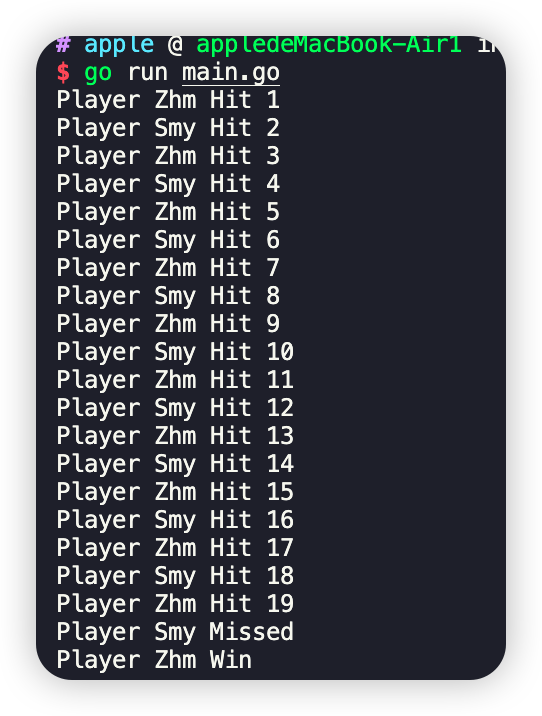 # apple @ appledeMacBook-Air1
$ go run main.go
Player Zhm Hit 1
Player Smy Hit 2
Player Zhm Hit 3
Player Smy Hit 4
Player Zhm Hit 5
Player Smy Hit 6
Player Zhm Hit 7
Player Smy Hit 8
Player Zhm Hit 9
Player Smy Hit 10
Player Zhm Hit 11
Player Smy Hit 12
Player Zhm Hit 13
Player Smy Hit 14
Player Zhm Hit 15
Player Smy Hit 16
Player Zhm Hit 17
Player Smy Hit 18
Player Zhm Hit 19
Player Smy Missed
Player Zhm Win